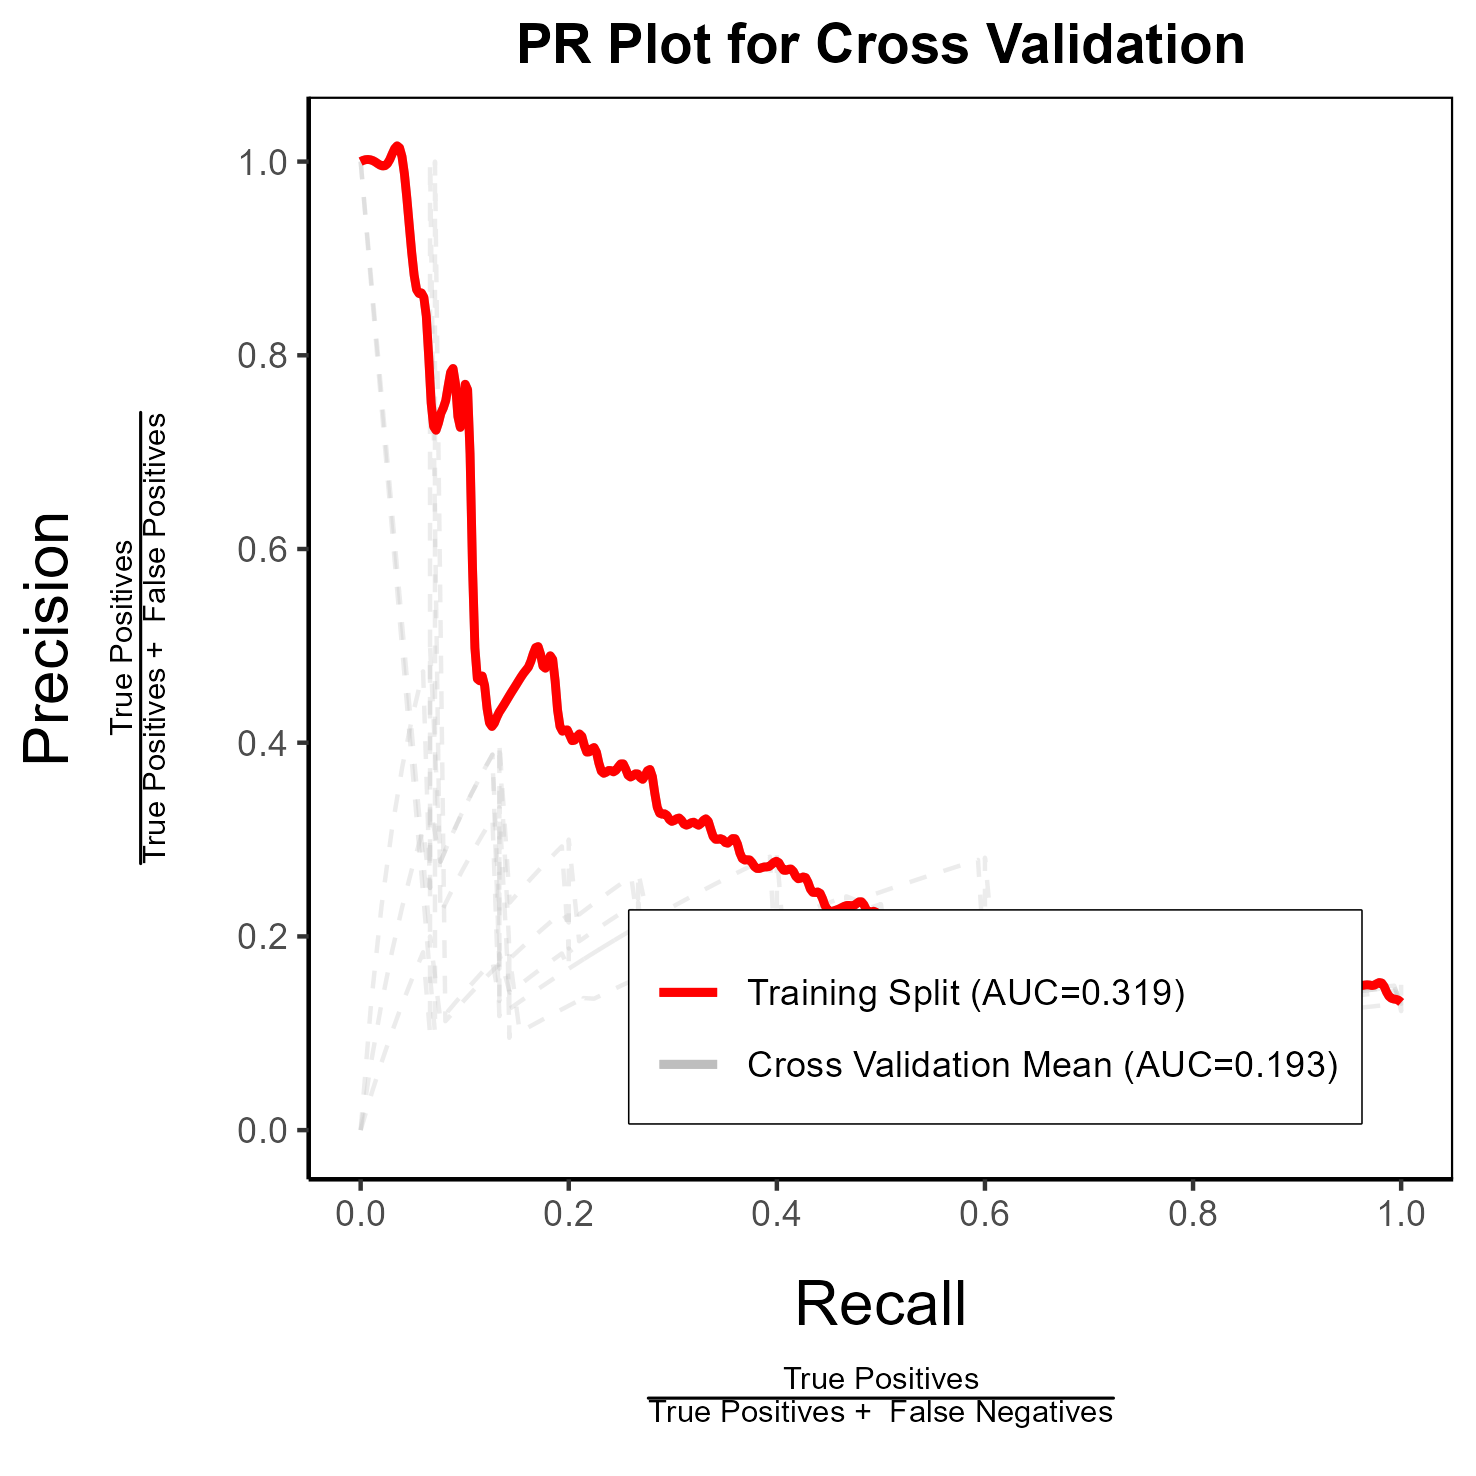 PR Plot for Cross Validation
Precision
True Positives
True Positives + False Positives
1.0
0.8
0.6
0.4
0.2
0.0
Training Split (AUC=0.319)
Cross Validation Mean (AUC=0.193)
0.0 0.2 0.4 0.6 0.8 1.0
Recall
True Positives
True Positives + False Negatives